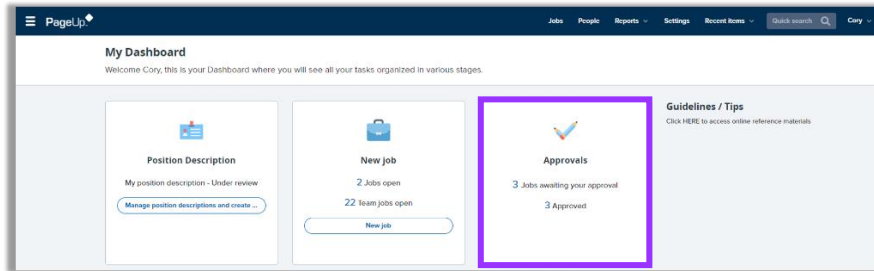 PageUp
Jobs People Reports Settings Recent items Quick search Cory
My Dashboard
Welcome Cory, this is your Dashboard where you will see all your tasks organized in various stages.
Position Description
My position description - Under review
Manage position descriptions and create ...
New job
2 Jobs open
22 Team jobs open
New job
Approvals
3 Jobs awaiting your approval
3 Approved
Guidelines / Tips
Click HERE to access online reference materials